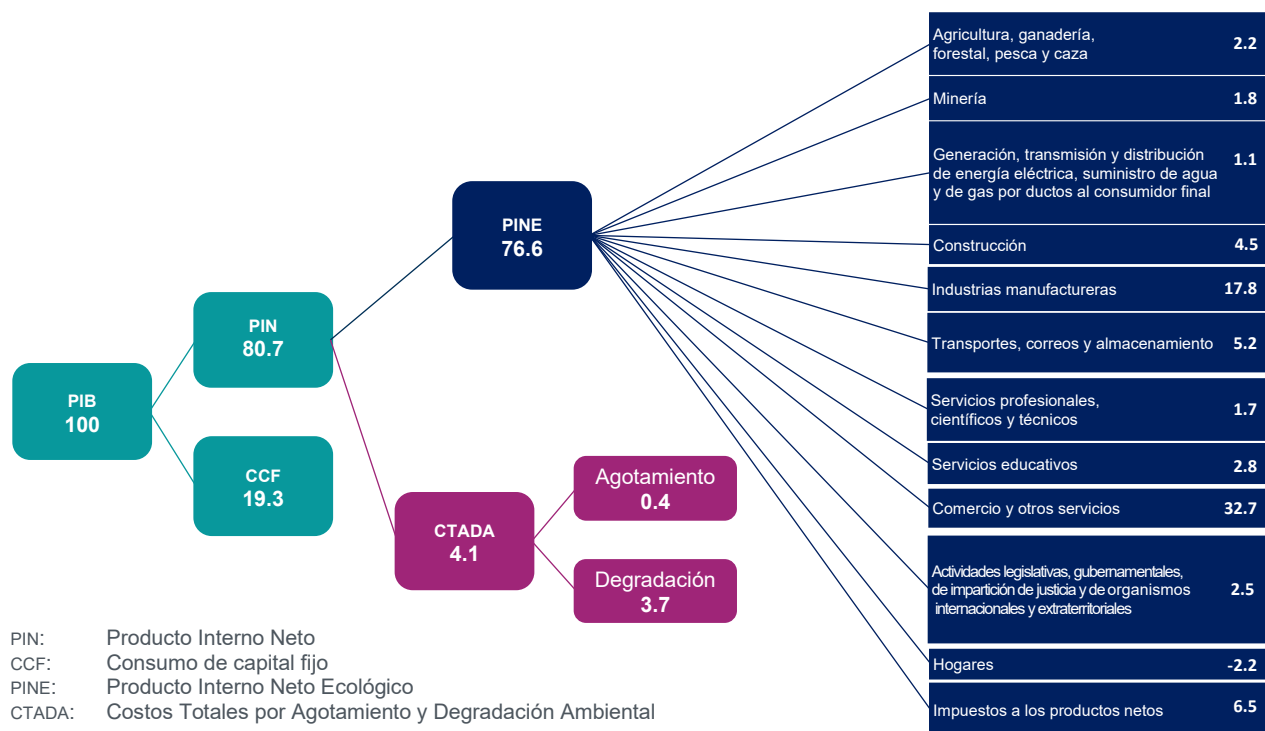 PIB
100
PIN
80.7
CCF
19.3
PINE
76.6
CTADA
4.1
Agotamiento
0.4
Degradación
3.7
Agricultura, ganadería,
forestal, pesca y caza
2.2
Minería
1.8
Generación, transmisión y distribución
de energía eléctrica, suministro de agua
y de gas por ductos al consumidor final
1.1
Construcción
4.5
Industrias manufactureras
17.8
Transportes, correos y almacenamiento
5.2
Servicios profesionales,
científicos y técnicos
1.7
Servicios educativos
2.8
Comercio y otros servicios
32.7
Actividades legislativas, gubernamentales,
de impartición de justicia y de organismos
internacionales y extraterritoriales
2.5
Hogares
-2.2
Impuestos a los productos netos
6.5
PIN: Producto Interno Neto
CCF: Consumo de capital fijo
PINE: Producto Interno Neto Ecológico
CTADA: Costos Totales por Agotamiento y Degradación Ambiental